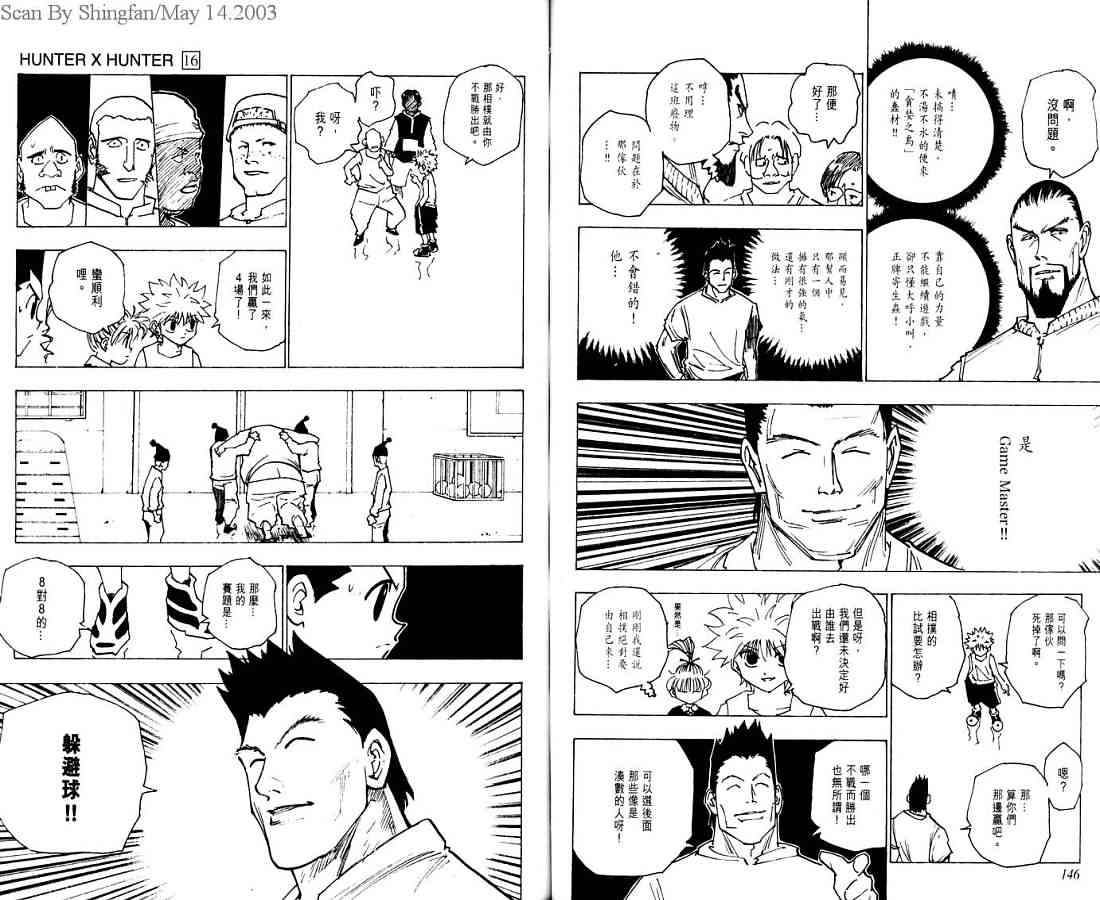 Scan By Shingfan/May 14.2003
HUNTER X HUNTER 16
啊，
沒問題。
嘖…
未搞得清楚，
不湯不水的便來
「貪婪之島」
的蠢材!!
靠自己的力量
不能繼續遊戲，
卻只懂大呼小叫，
正牌寄生蟲！
那便
好了…
哼…
不用理
這班廢物，
問題在於
那傢伙
…!!
顯而易見，
那幫人中
只有一個
擁有很強的氣…
還有剛才的
做法…
不會錯的！
他…
是
Game Master!!
可以問一下嗎？
那傢伙
死掉了啊。
相撲的
比試要怎辦？
嗯？
那…
算你們
那邊贏吧。
但是呀，
我們還未決定好
由誰去
出戰啊？
果然是
剛剛我還說
相撲絕對要
由自己來…
哪一個
不戰而勝出
也無所謂！
可以選後面
那些像是
湊數的人呀！
146
好，
那相撲就由你
不戰勝出吧。
吓？
呀，
我？
如此一來，
我們贏了
4場了！
蠻順利
哩。
那麼…
我的
賽題是…
8對8的…
躲避球!!